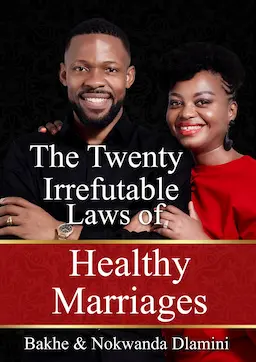 The Twenty
Irrefutable
Laws of
Healthy
Marriages
Bakhe & Nokwanda Dlamini